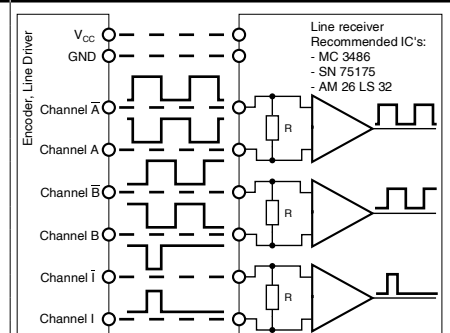 Encoder, Line Driver
VCC
GND
Channel A̅
Channel A
Channel B̅
Channel B
Channel I̅
Channel I
Line receiver
Recommended IC's:
- MC 3486
- SN 75175
- AM 26 LS 32
R
R
R